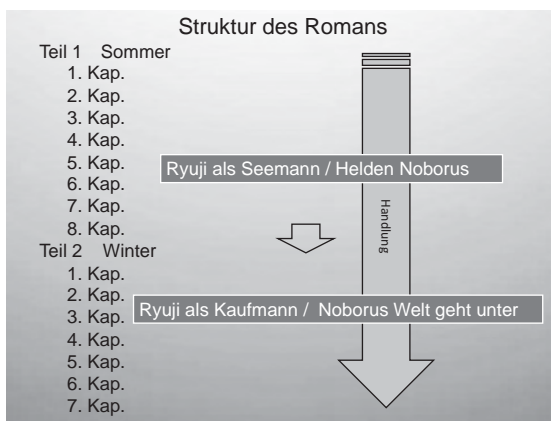 Struktur des Romans
Teil 1 Sommer
1. Kap.
2. Kap.
3. Kap.
4. Kap.
5. Kap.
6. Kap.
7. Kap.
8. Kap.
Ryuji als Seemann / Helden Noborus
Handlung
Teil 2 Winter
1. Kap.
2. Kap.
3. Kap.
4. Kap.
5. Kap.
6. Kap.
7. Kap.
Ryuji als Kaufmann / Noborus Welt geht unter